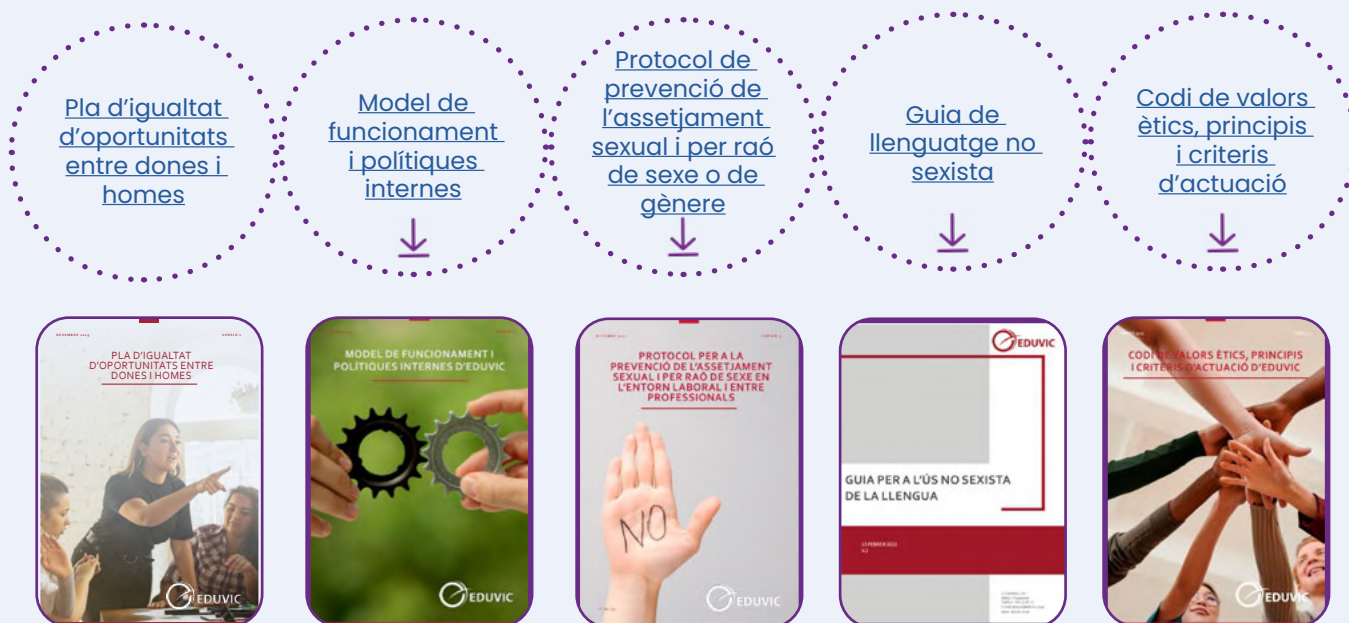 Pla d'igualtat
d'oportunitats
entre dones i
homes
Model de
funcionament
i polítiques
internes
Protocol de
prevenció de
l'assetjament
sexual i per raó
de sexe o de
gènere
Guia de
llenguatge no
sexista
Codi de valors
ètics, principis
i criteris
d'actuació
PLA D'IGUALTAT
D'OPORTUNITATS ENTRE
DONES I HOMES
EDUVIC
MODEL DE FUNCIONAMENT I
POLÍTIQUES INTERNES D'EDUVIC
EDUVIC
PROTOCOL PER A LA
PREVENCIÓ DE L'ASSETJAMENT
SEXUAL I PER RAÓ DE SEXE EN
L'ENTORN LABORAL I ENTRE
PROFESSIONALS
NO
EDUVIC
EDUVIC
GUIA PER A L'ÚS NO SEXISTA
DE LA LLENGUA
CODI DE VALORS ÈTICS, PRINCIPIS
I CRITERIS D'ACTUACIÓ D'EDUVIC
EDUVIC